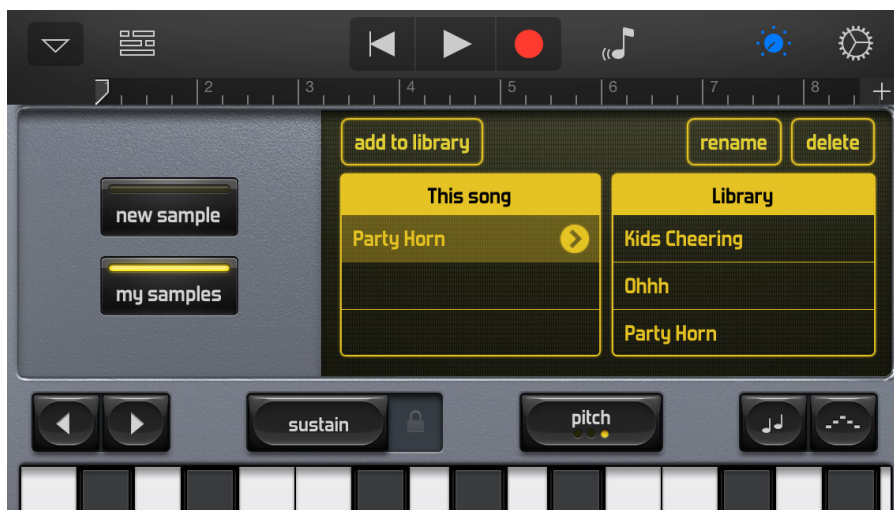 2 3 4 5 6 7 8
add to library rename delete
This song Library
new sample
Party Horn Kids Cheering
my samples
Ohhh
Party Horn
sustain pitch